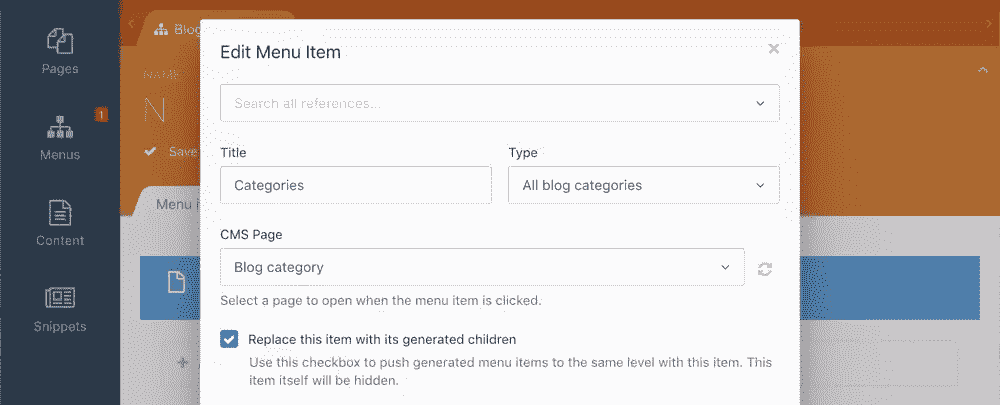 Pages
1
Menus
Content
Snippets
Blog
NAME
N
Save
Menu i
Edit Menu Item
Search all references...
Title
Type
Categories
All blog categories
CMS Page
Blog category
Select a page to open when the menu item is clicked.
Replace this item with its generated children
Use this checkbox to push generated menu items to the same level with this item. This
item itself will be hidden.